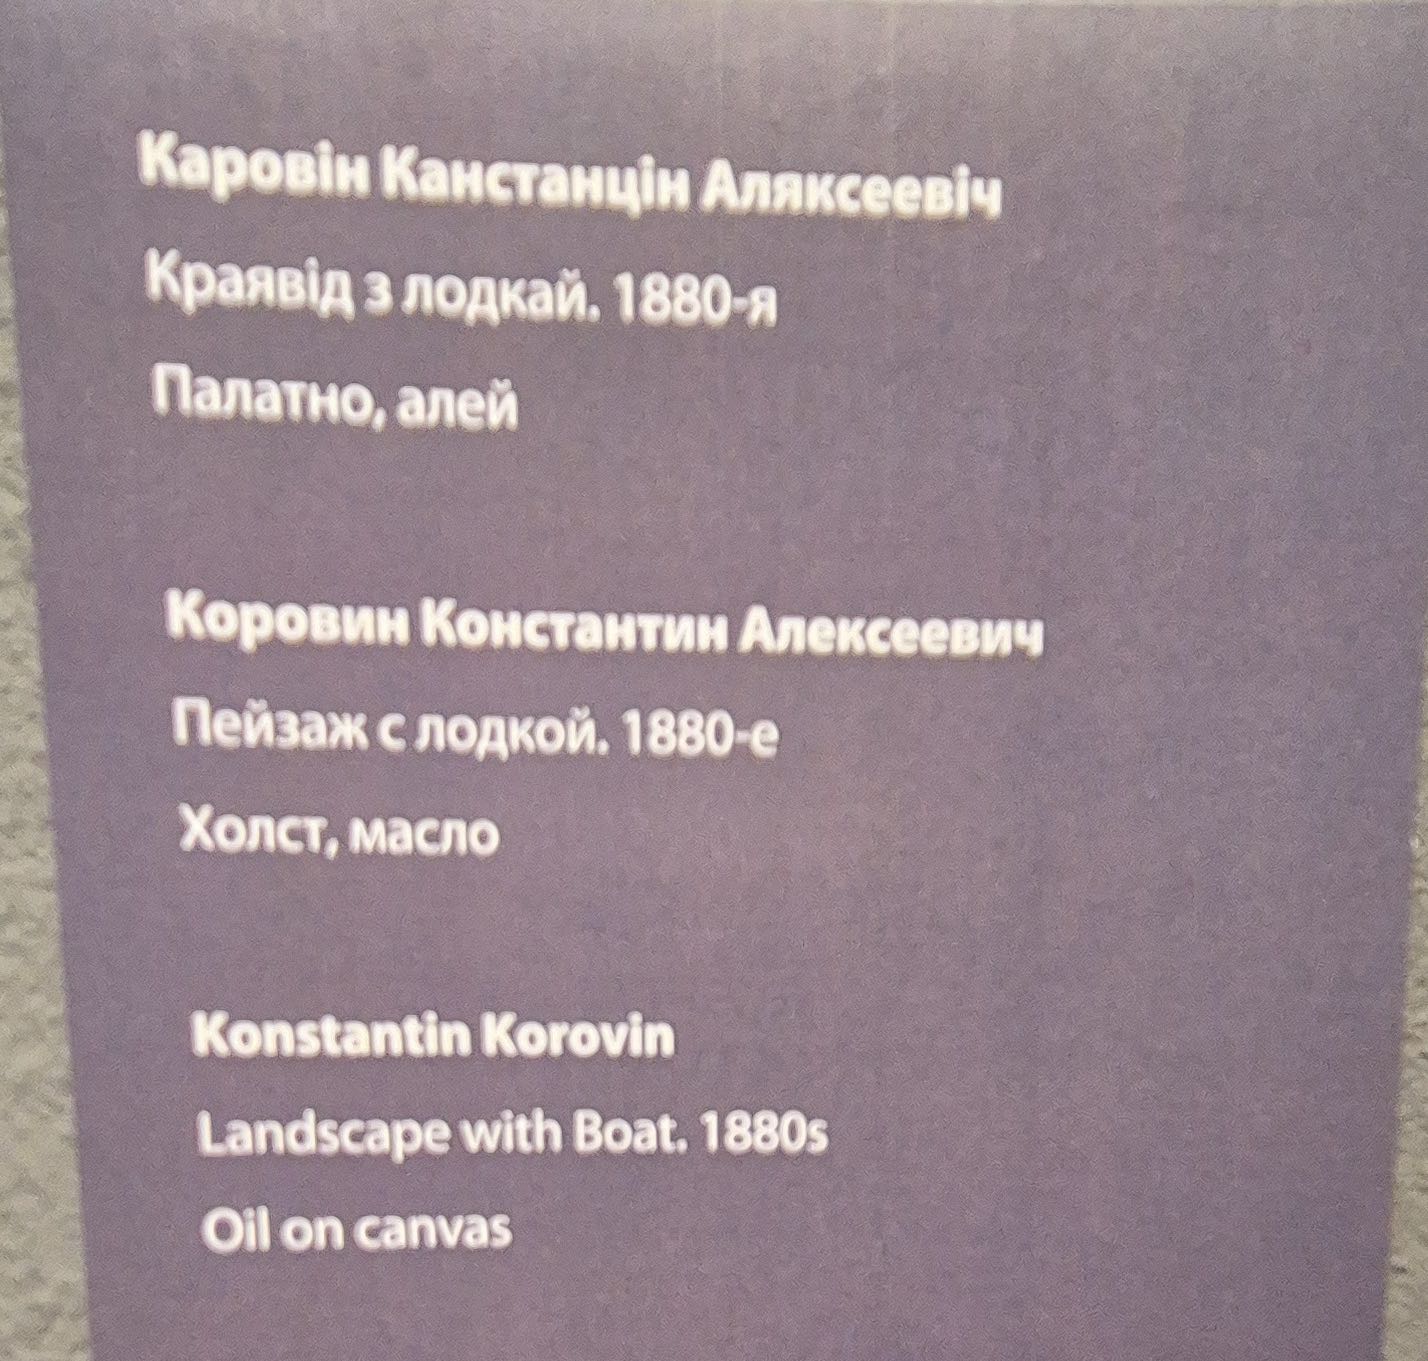 Каровін Канстанцін Аляксеевіч
Краявід з лодкай. 1880-я
Палатно, алей
Коровин Константин Алексеевич
Пейзаж с лодкой. 1880-е
Холст, масло
Konstantin Korovin
Landscape with Boat. 1880s
Oil on canvas